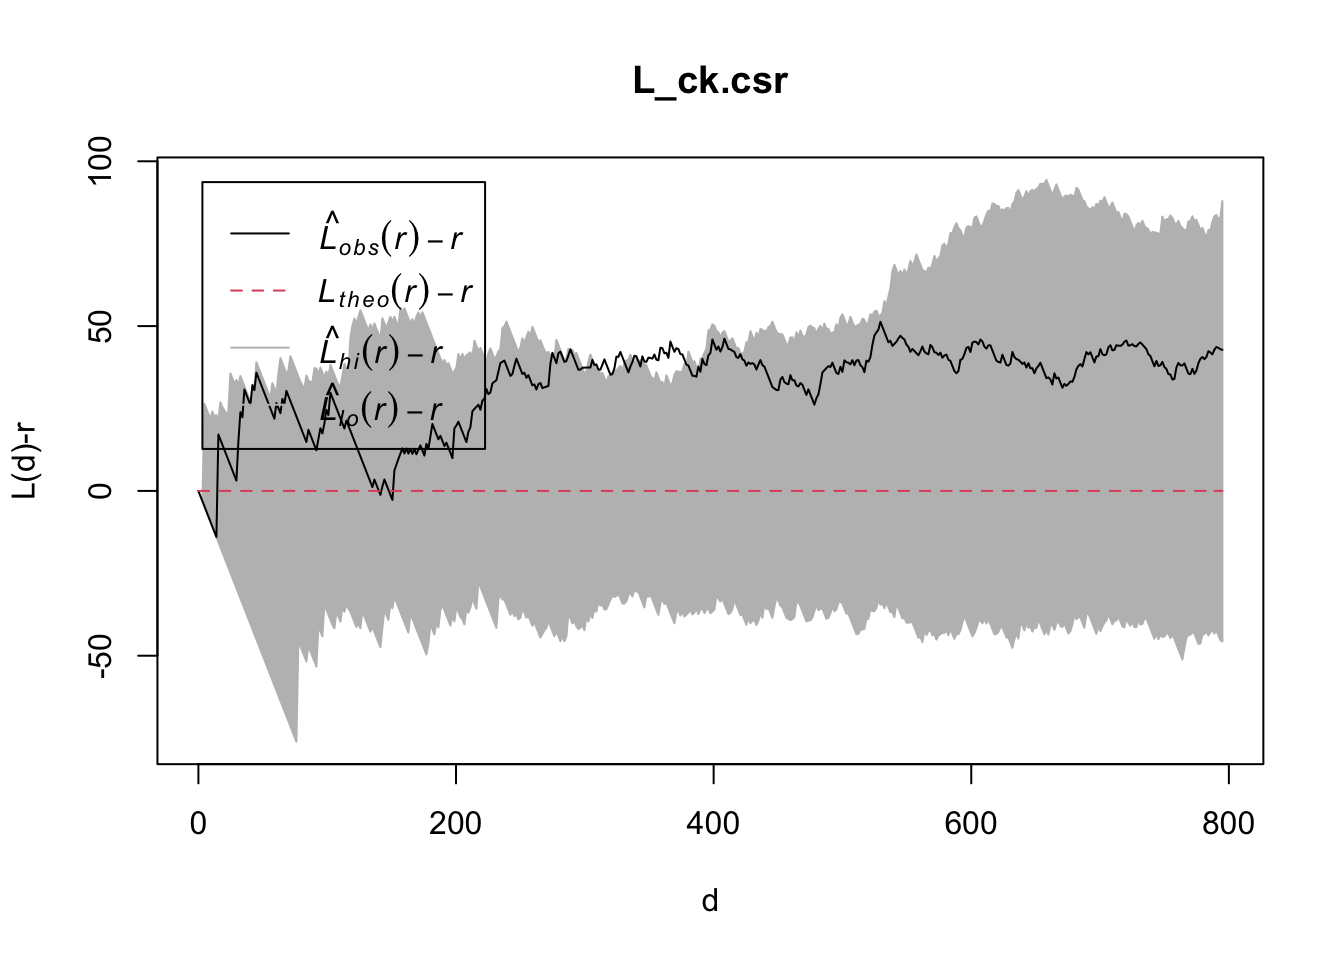 L_ck.csr
100
50
0
-50
L(d)-r
L̂obs(r) – r
Ltheo(r) – r
L̂hi(r) – r
L̂lo(r) – r
0 200 400 600 800
d